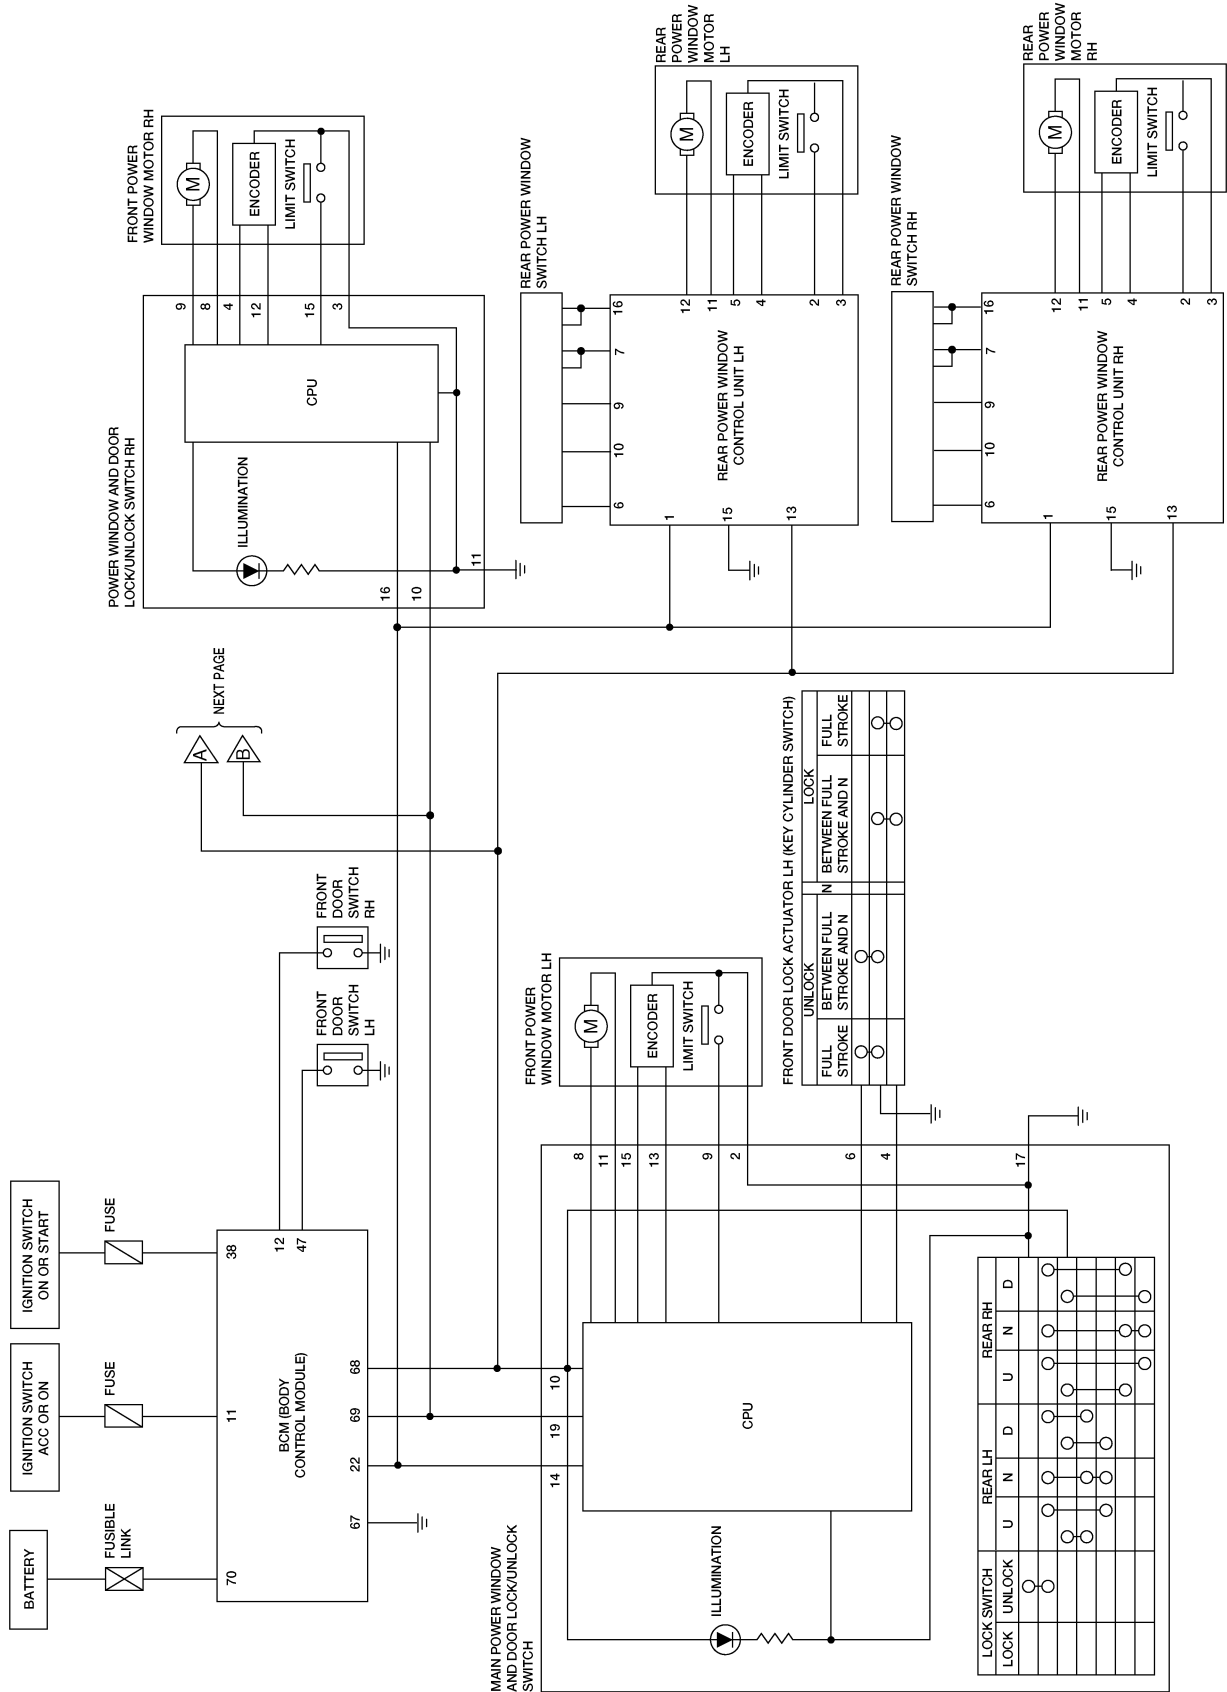 BATTERY
FUSIBLE
LINK
IGNITION SWITCH
ACC OR ON
FUSE
IGNITION SWITCH
ON OR START
FUSE
70
11
38
12
47
BCM (BODY
CONTROL MODULE)
67
22
69
68
FRONT
DOOR
SWITCH
LH
FRONT
DOOR
SWITCH
RH
A
B
NEXT PAGE
POWER WINDOW AND DOOR
LOCK/UNLOCK SWITCH RH
ILLUMINATION
CPU
16
10
11
9
8
4
12
15
3
FRONT POWER
WINDOW MOTOR RH
M
ENCODER
LIMIT SWITCH
MAIN POWER WINDOW
AND DOOR LOCK/UNLOCK
SWITCH
ILLUMINATION
CPU
14
19
10
8
11
15
13
9
2
6
4
17
FRONT POWER
WINDOW MOTOR LH
M
ENCODER
LIMIT SWITCH
FRONT DOOR LOCK ACTUATOR LH (KEY CYLINDER SWITCH)
UNLOCK
N
LOCK
FULL
STROKE
BETWEEN FULL
STROKE AND N
BETWEEN FULL
STROKE AND N
FULL
STROKE
LOCK SWITCH
REAR LH
REAR RH
LOCK
UNLOCK
U
N
D
U
N
D
REAR POWER WINDOW
SWITCH LH
6
10
9
7
16
REAR POWER WINDOW
CONTROL UNIT LH
1
15
13
12
11
5
4
2
3
REAR
POWER
WINDOW
MOTOR
LH
M
ENCODER
LIMIT SWITCH
REAR POWER WINDOW
SWITCH RH
6
10
9
7
16
REAR POWER WINDOW
CONTROL UNIT RH
1
15
13
12
11
5
4
2
3
REAR
POWER
WINDOW
MOTOR
RH
M
ENCODER
LIMIT SWITCH